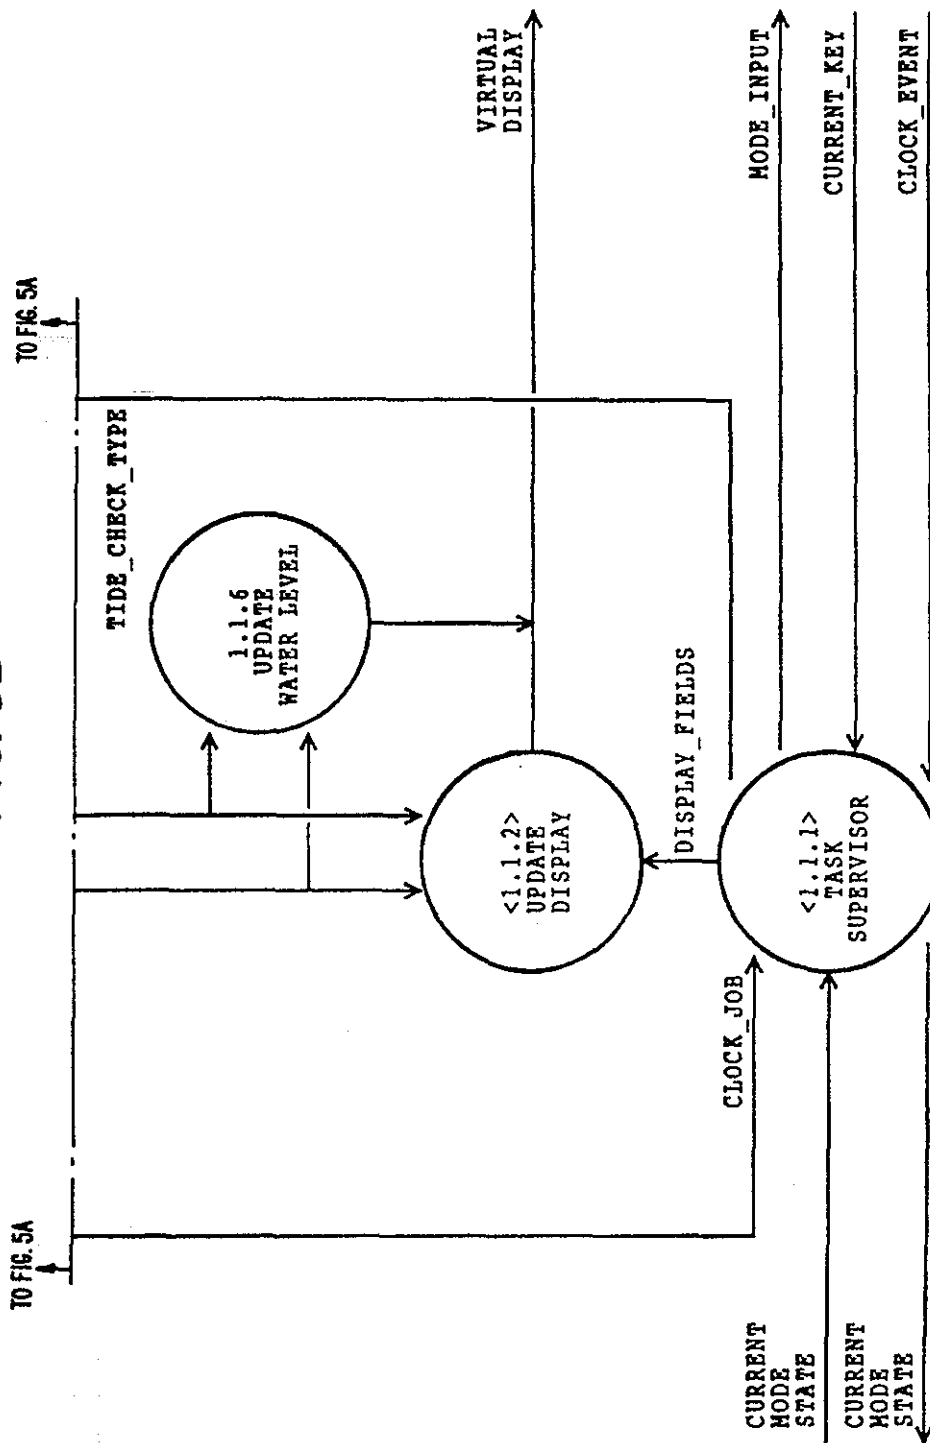 TO FIG. 5A
TO FIG. 5A
TIDE_CHECK_TYPE
1.1.6
UPDATE
WATER LEVEL
VIRTUAL
DISPLAY
<1.1.2>
UPDATE
DISPLAY
DISPLAY_FIELDS
CLOCK_JOB
CURRENT
MODE
STATE
<1.1.1>
TASK
SUPERVISOR
MODE_INPUT
CURRENT_KEY
CURRENT
MODE
STATE
CLOCK_EVENT